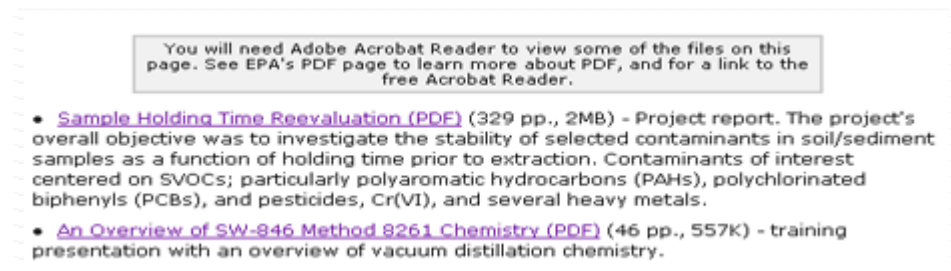 You will need Adobe Acrobat Reader to view some of the files on this
page. See EPA's PDF page to learn more about PDF, and for a link to the
free Acrobat Reader.
• Sample Holding Time Reevaluation (PDF) (329 pp., 2MB) - Project report. The project's
overall objective was to investigate the stability of selected contaminants in soil/sediment
samples as a function of holding time prior to extraction. Contaminants of interest
centered on SVOCs; particularly polyaromatic hydrocarbons (PAHs), polychlorinated
biphenyls (PCBs), and pesticides, Cr(VI), and several heavy metals.
• An Overview of SW-846 Method 8261 Chemistry (PDF) (46 pp., 557K) - training
presentation with an overview of vacuum distillation chemistry.